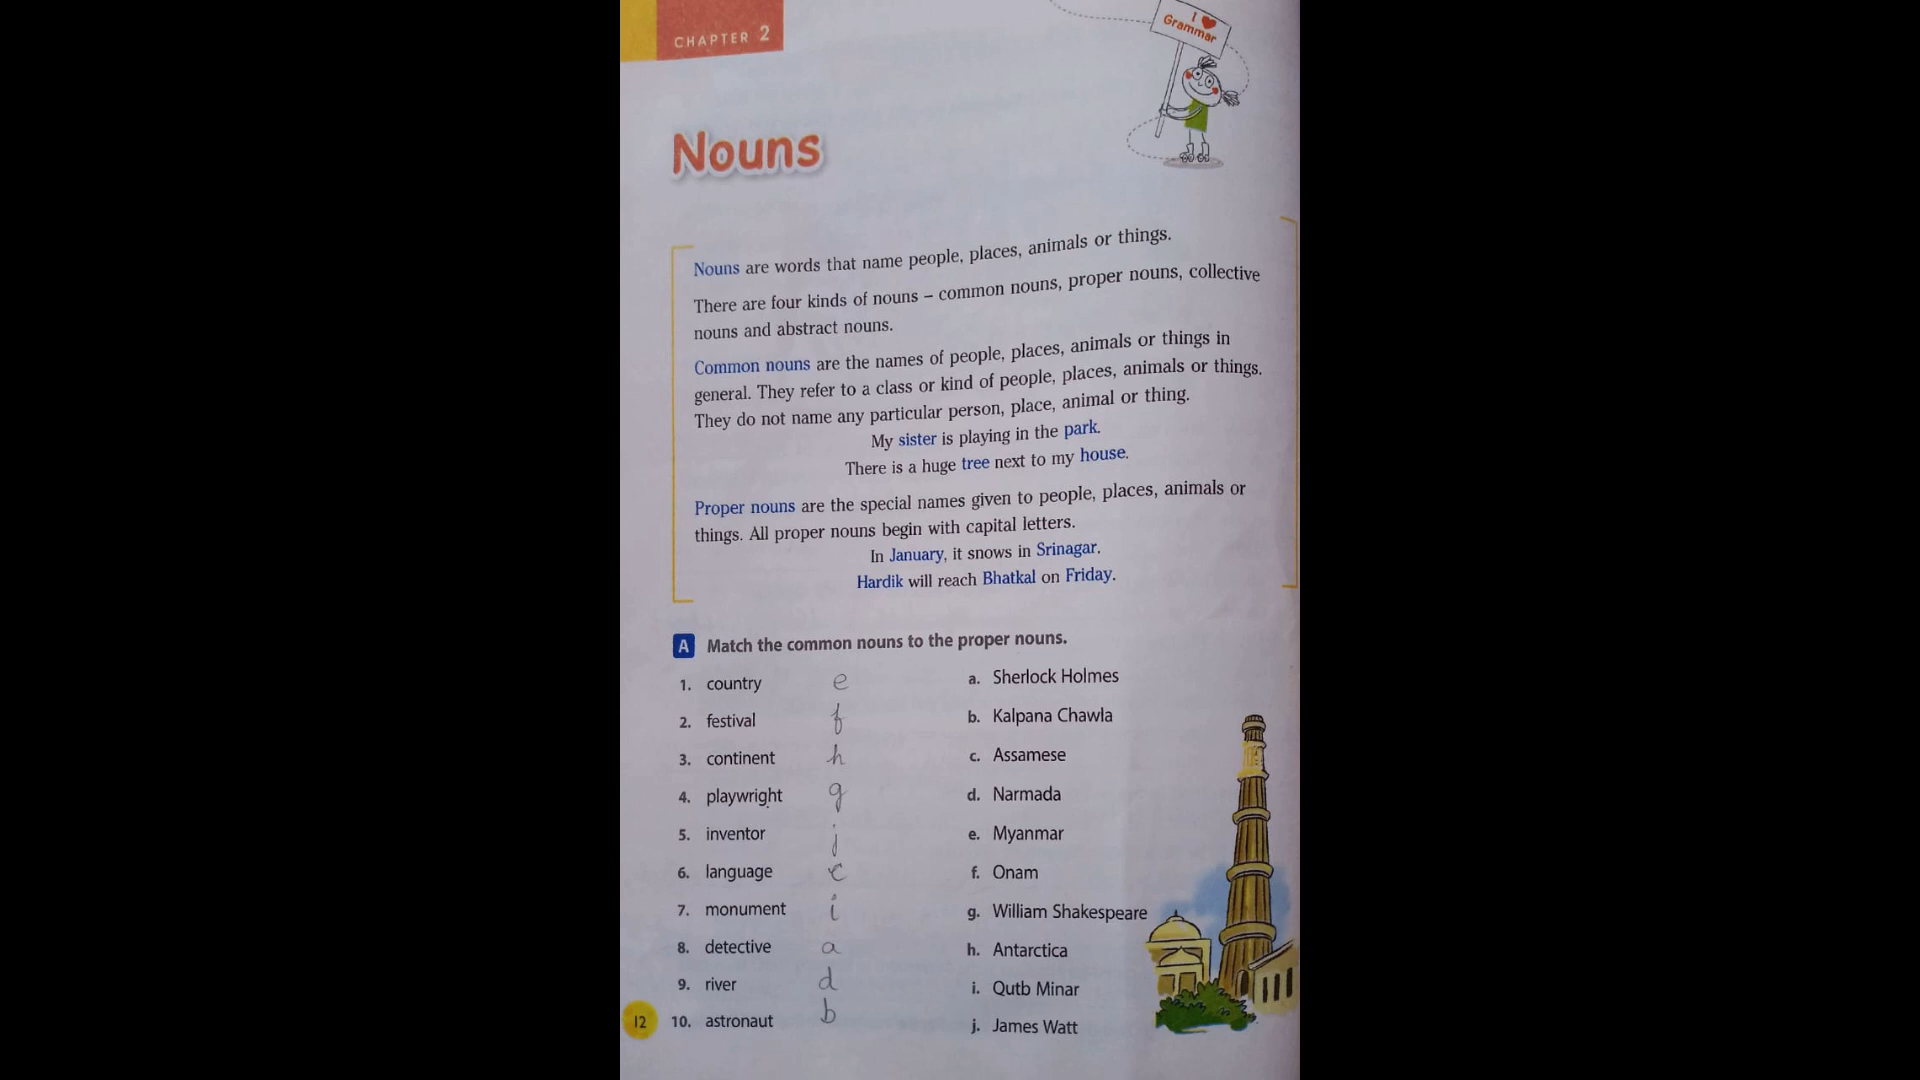 CHAPTER 2
I ♥
Grammar
Nouns
Nouns are words that name people, places, animals or things.
There are four kinds of nouns – common nouns, proper nouns, collective
nouns and abstract nouns.
Common nouns are the names of people, places, animals or things in
general. They refer to a class or kind of people, places, animals or things.
They do not name any particular person, place, animal or thing.
My sister is playing in the park.
There is a huge tree next to my house.
Proper nouns are the special names given to people, places, animals or
things. All proper nouns begin with capital letters.
In January, it snows in Srinagar.
Hardik will reach Bhatkal on Friday.
A Match the common nouns to the proper nouns.
1. country e a. Sherlock Holmes
2. festival f b. Kalpana Chawla
3. continent h c. Assamese
4. playwright g d. Narmada
5. inventor j e. Myanmar
6. language c f. Onam
7. monument i g. William Shakespeare
8. detective a h. Antarctica
9. river d i. Qutb Minar
10. astronaut b j. James Watt
12